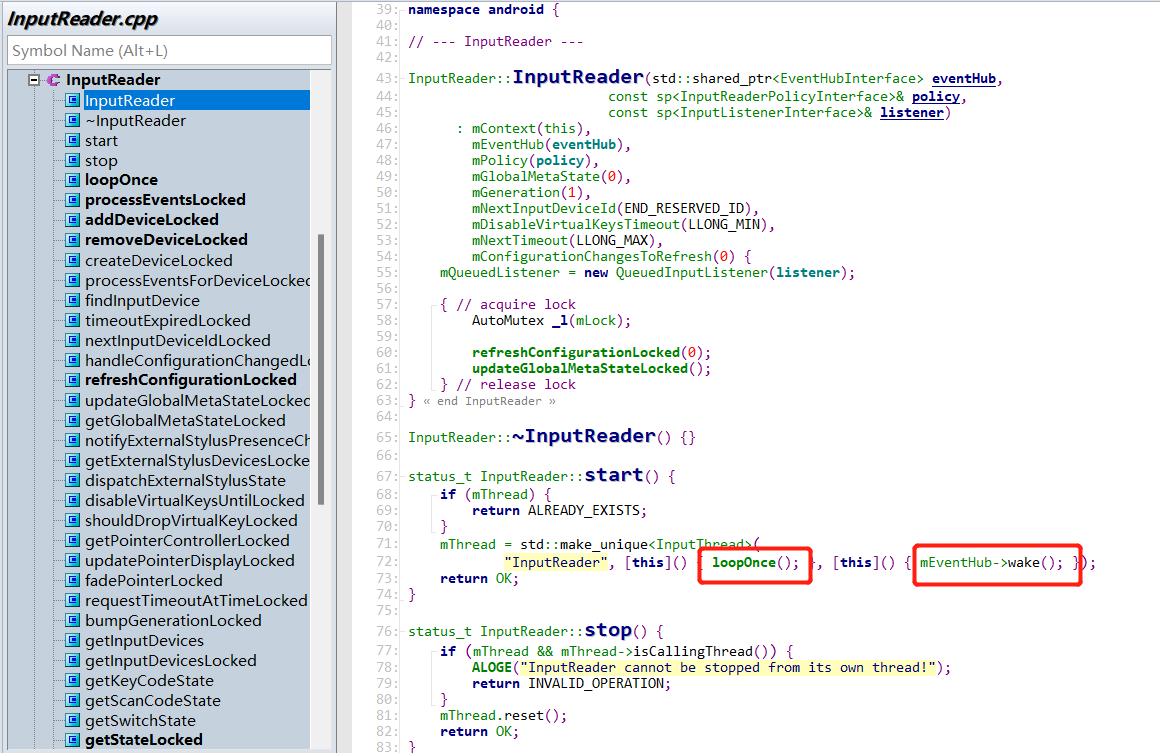 InputReader.cpp
Symbol Name (Alt+L)
InputReader
InputReader
~InputReader
start
stop
loopOnce
processEventsLocked
addDeviceLocked
removeDeviceLocked
createDeviceLocked
processEventsForDeviceLocked
findInputDevice
timeoutExpiredLocked
nextInputDeviceIdLocked
handleConfigurationChangedLo
refreshConfigurationLocked
updateGlobalMetaStateLocked
getGlobalMetaStateLocked
notifyExternalStylusPresenceCh
getExternalStylusDevicesLocke
dispatchExternalStylusState
disableVirtualKeysUntilLocked
shouldDropVirtualKeyLocked
getPointerControllerLocked
updatePointerDisplayLocked
fadePointerLocked
requestTimeoutAtTimeLocked
bumpGenerationLocked
getInputDevices
getInputDevicesLocked
getKeyCodeState
getScanCodeState
getSwitchState
getStateLocked
39: namespace android {
40:
41: // --- InputReader ---
42:
43: InputReader::InputReader(std::shared_ptr<EventHubInterface> eventHub,
44: const sp<InputReaderPolicyInterface>& policy,
45: const sp<InputListenerInterface>& listener)
46: : mContext(this),
47: mEventHub(eventHub),
48: mPolicy(policy),
49: mGlobalMetaState(0),
50: mGeneration(1),
51: mNextInputDeviceId(END_RESERVED_ID),
52: mDisableVirtualKeysTimeout(LLONG_MIN),
53: mNextTimeout(LLONG_MAX),
54: mConfigurationChangesToRefresh(0) {
55: mQueuedListener = new QueuedInputListener(listener);
56:
57: { // acquire lock
58: AutoMutex _l(mLock);
59:
60: refreshConfigurationLocked(0);
61: updateGlobalMetaStateLocked();
62: } // release lock
63: } « end InputReader »
64:
65: InputReader::~InputReader() {}
66:
67: status_t InputReader::start() {
68: if (mThread) {
69: return ALREADY_EXISTS;
70: }
71: mThread = std::make_unique<InputThread>(
72: "InputReader", [this]() { loopOnce(); }, [this]() { mEventHub->wake(); });
73: return OK;
74: }
75:
76: status_t InputReader::stop() {
77: if (mThread && mThread->isCallingThread()) {
78: ALOGE("InputReader cannot be stopped from its own thread!");
79: return INVALID_OPERATION;
80: }
81: mThread.reset();
82: return OK;
83: }